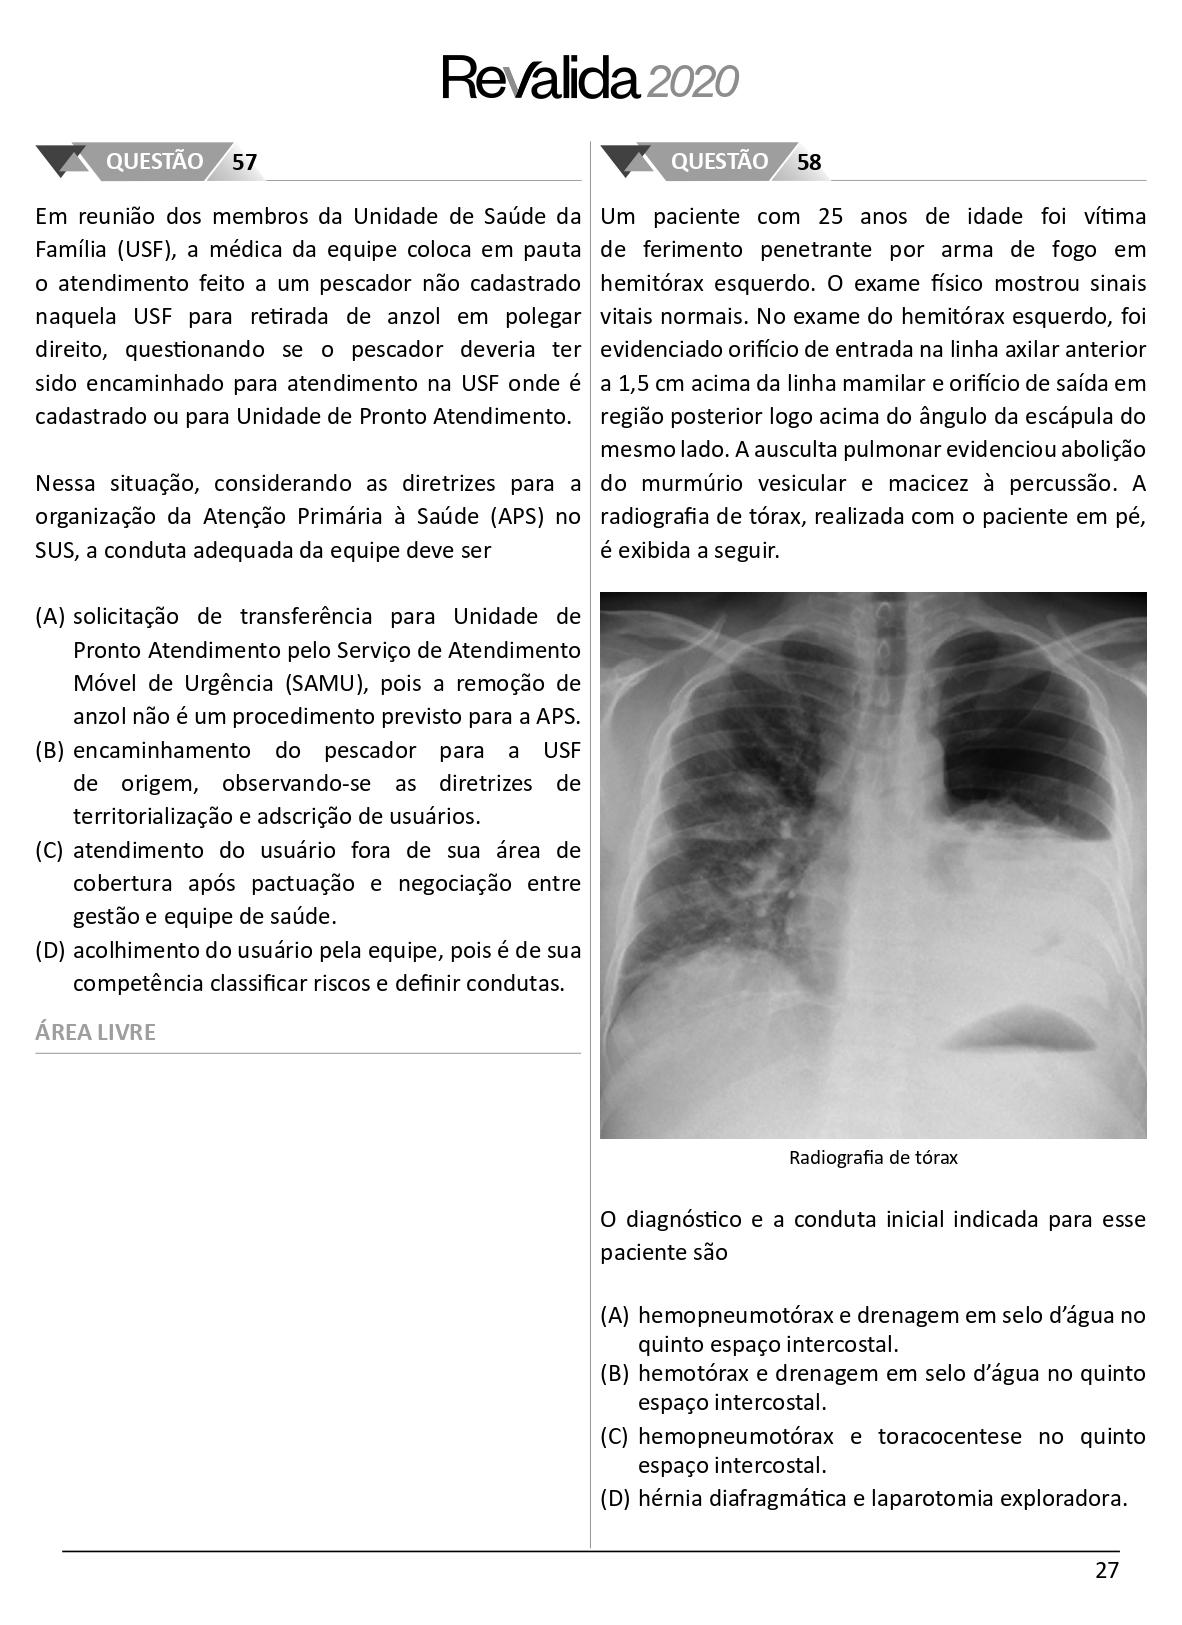 Revalida 2020
QUESTÃO 57
Em reunião dos membros da Unidade de Saúde da
Família (USF), a médica da equipe coloca em pauta
o atendimento feito a um pescador não cadastrado
naquela USF para retirada de anzol em polegar
direito, questionando se o pescador deveria ter
sido encaminhado para atendimento na USF onde é
cadastrado ou para Unidade de Pronto Atendimento.
Nessa situação, considerando as diretrizes para a
organização da Atenção Primária à Saúde (APS) no
SUS, a conduta adequada da equipe deve ser
(A) solicitação de transferência para Unidade de
Pronto Atendimento pelo Serviço de Atendimento
Móvel de Urgência (SAMU), pois a remoção de
anzol não é um procedimento previsto para a APS.
(B) encaminhamento do pescador para a USF
de origem, observando-se as diretrizes de
territorialização e adscrição de usuários.
(C) atendimento do usuário fora de sua área de
cobertura após pactuação e negociação entre
gestão e equipe de saúde.
(D) acolhimento do usuário pela equipe, pois é de sua
competência classificar riscos e definir condutas.
ÁREA LIVRE
QUESTÃO 58
Um paciente com 25 anos de idade foi vítima
de ferimento penetrante por arma de fogo em
hemitórax esquerdo. O exame físico mostrou sinais
vitais normais. No exame do hemitórax esquerdo, foi
evidenciado orifício de entrada na linha axilar anterior
a 1,5 cm acima da linha mamilar e orifício de saída em
região posterior logo acima do ângulo da escápula do
mesmo lado. A ausculta pulmonar evidenciou abolição
do murmúrio vesicular e macicez à percussão. A
radiografia de tórax, realizada com o paciente em pé,
é exibida a seguir.
Radiografia de tórax
O diagnóstico e a conduta inicial indicada para esse
paciente são
(A) hemopneumotórax e drenagem em selo d’água no
quinto espaço intercostal.
(B) hemotórax e drenagem em selo d’água no quinto
espaço intercostal.
(C) hemopneumotórax e toracocentese no quinto
espaço intercostal.
(D) hérnia diafragmática e laparotomia exploradora.
27